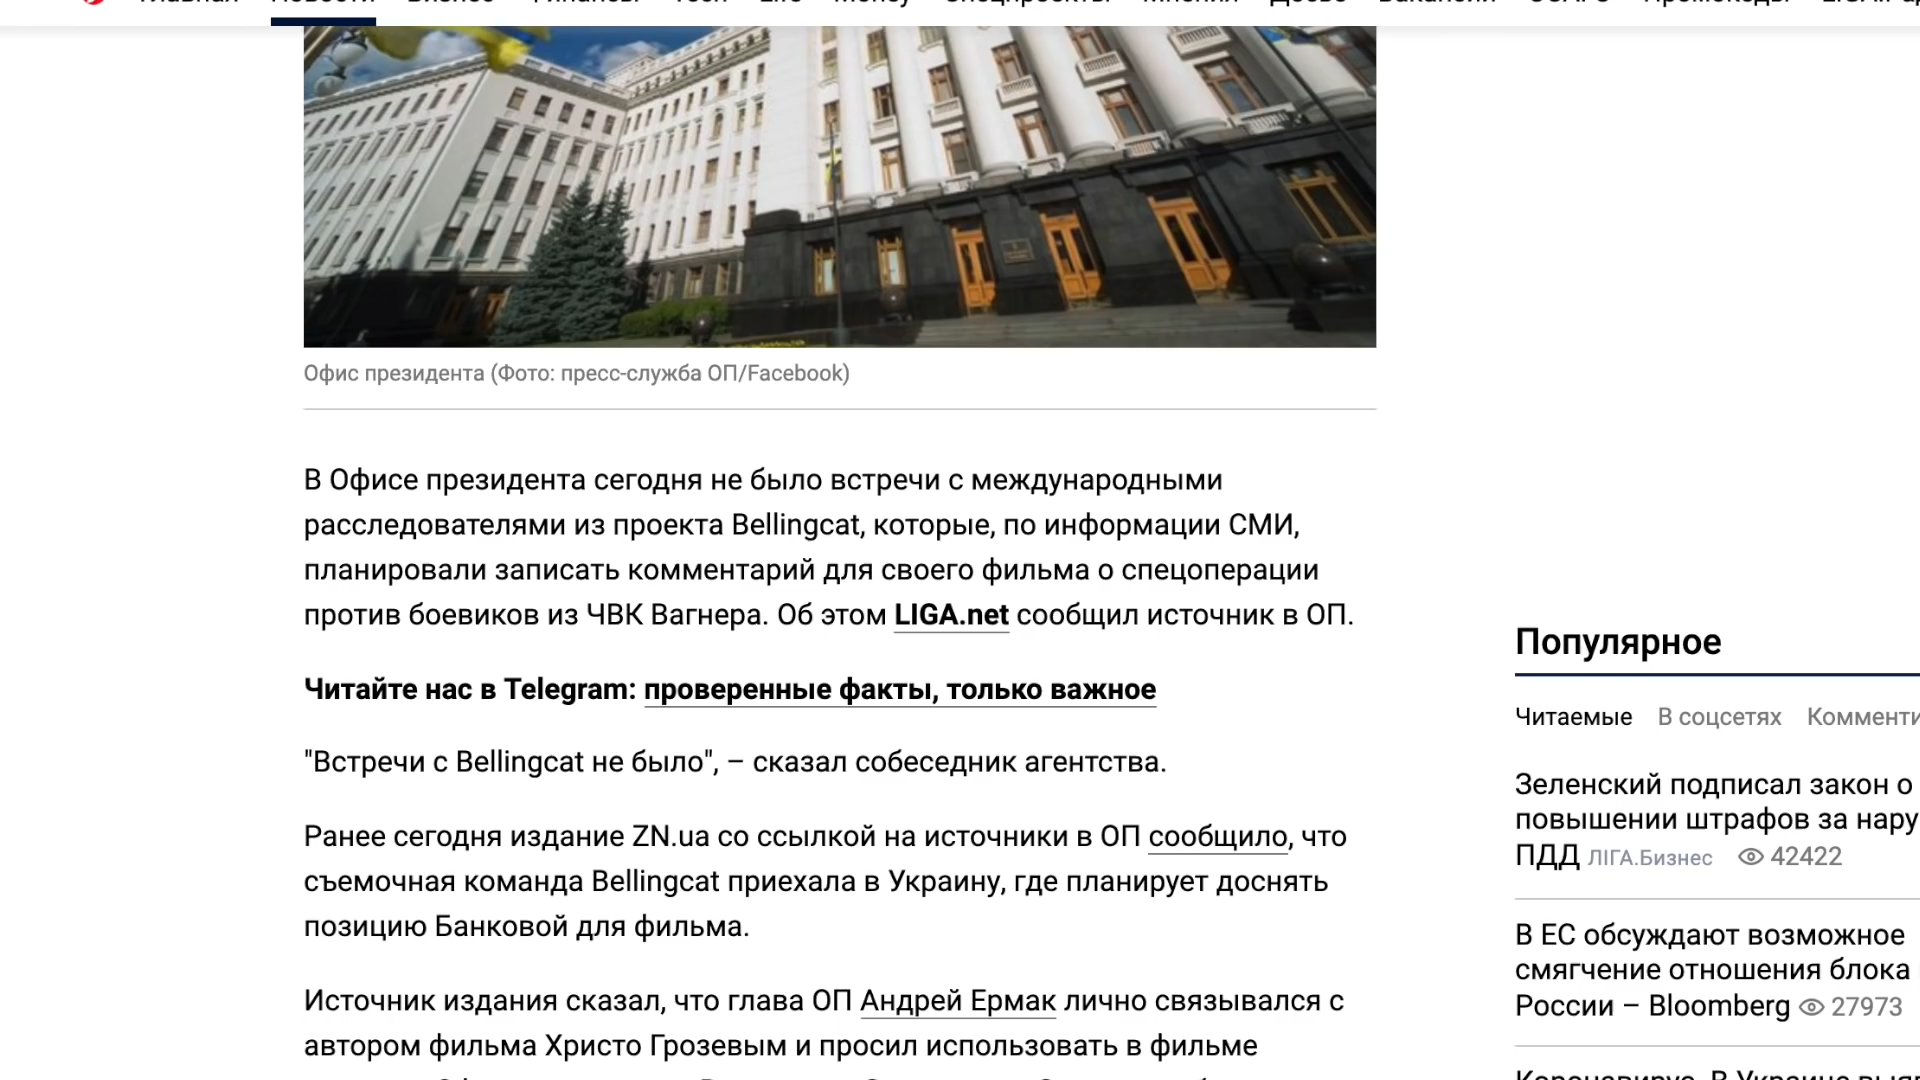 Офис президента (Фото: пресс-служба ОП/Facebook)
В Офисе президента сегодня не было встречи с международными
расследователями из проекта Bellingcat, которые, по информации СМИ,
планировали записать комментарий для своего фильма о спецоперации
против боевиков из ЧВК Вагнера. Об этом LIGA.net сообщил источник в ОП.
Читайте нас в Telegram: проверенные факты, только важное
"Встречи с Bellingcat не было", – сказал собеседник агентства.
Ранее сегодня издание ZN.ua со ссылкой на источники в ОП сообщило, что
съемочная команда Bellingcat приехала в Украину, где планирует доснять
позицию Банковой для фильма.
Источник издания сказал, что глава ОП Андрей Ермак лично связывался с
автором фильма Христо Грозевым и просил использовать в фильме
Популярное
Читаемые В соцсетях Комменти
Зеленский подписал закон о
повышении штрафов за нару
ПДД ЛІГА.Бизнес 42422
В ЕС обсуждают возможное
смягчение отношения блока
России – Bloomberg 27973